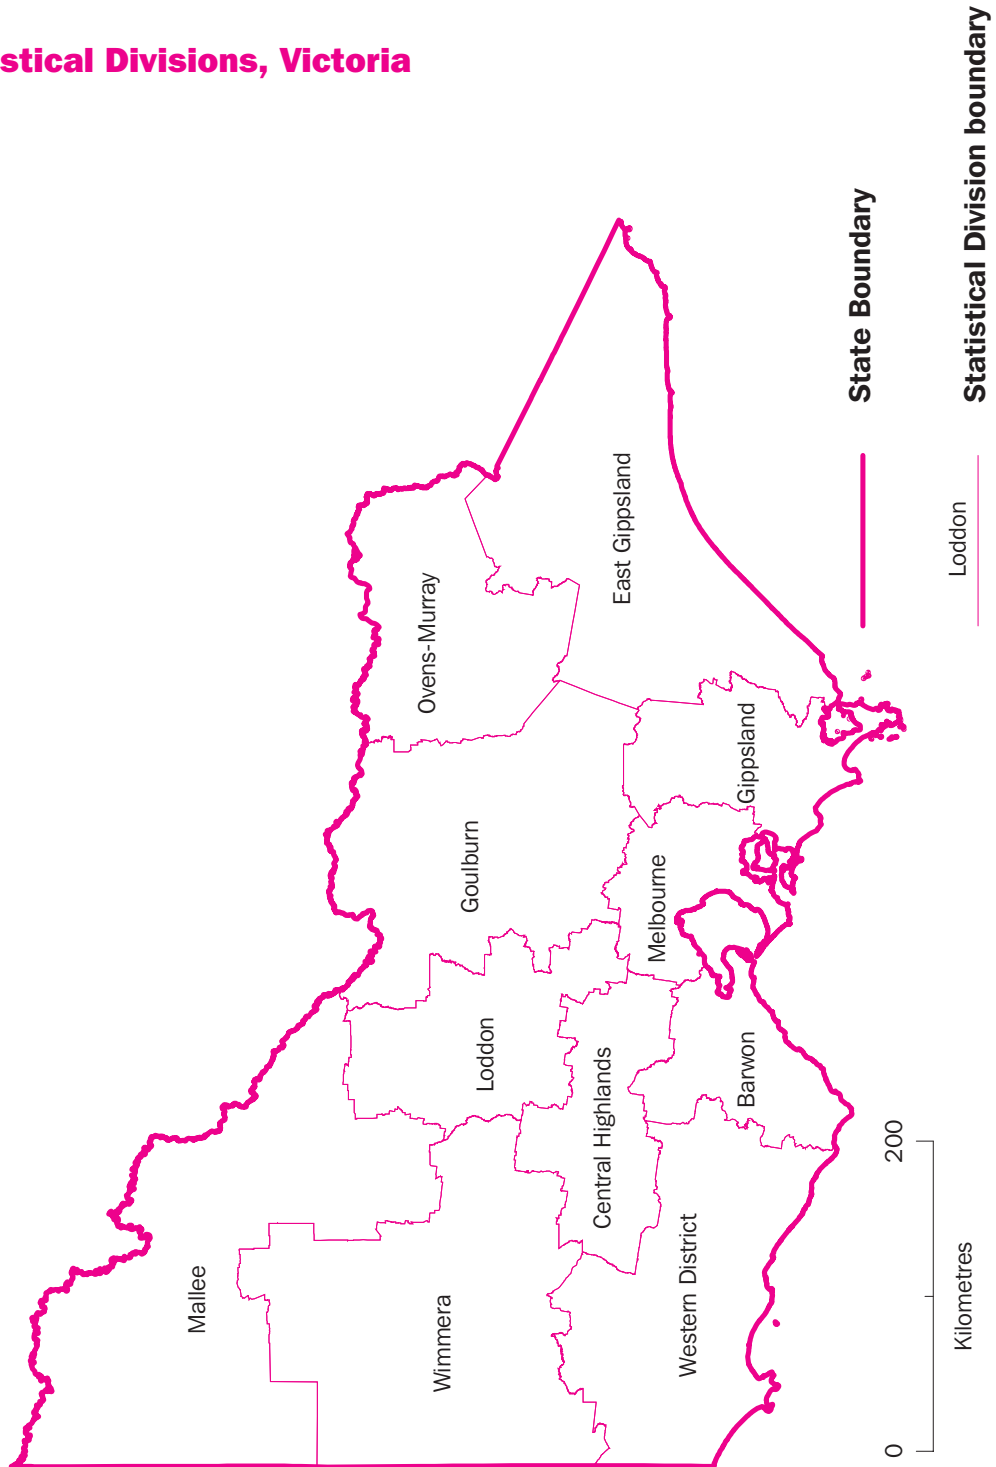 stical Divisions, Victoria
Mallee
Wimmera
Loddon
Goulburn
Ovens-Murray
East Gippsland
Central Highlands
Melbourne
Gippsland
Western District
Barwon
0
200
Kilometres
State Boundary
Loddon
Statistical Division boundary